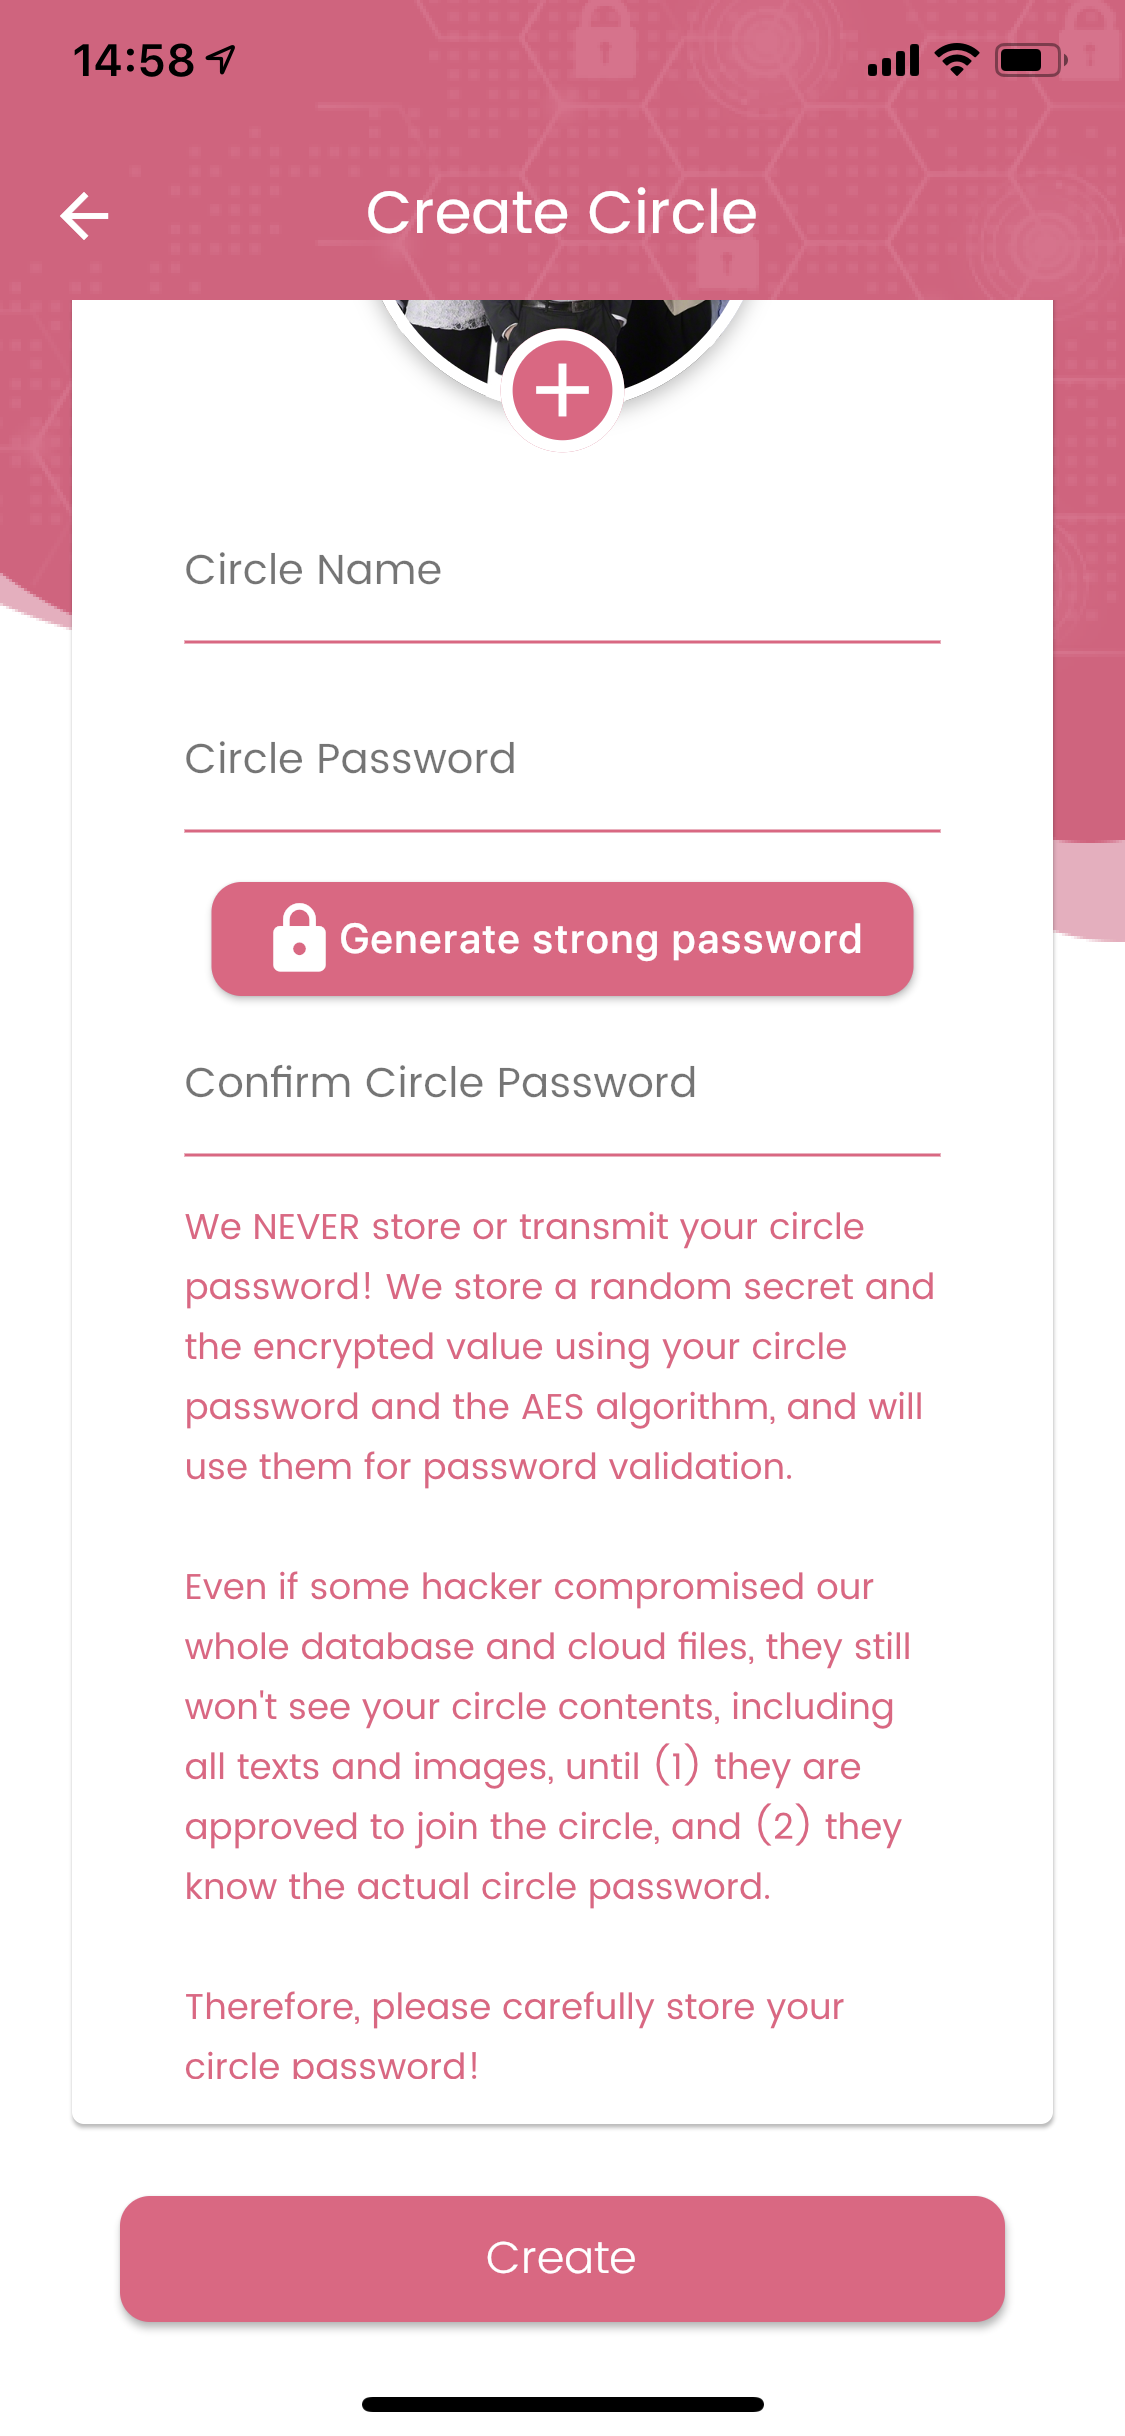 14:58
Create Circle
Circle Name
Circle Password
Generate strong password
Confirm Circle Password
We NEVER store or transmit your circle
password! We store a random secret and
the encrypted value using your circle
password and the AES algorithm, and will
use them for password validation.
Even if some hacker compromised our
whole database and cloud files, they still
won't see your circle contents, including
all texts and images, until (1) they are
approved to join the circle, and (2) they
know the actual circle password.
Therefore, please carefully store your
circle password!
Create